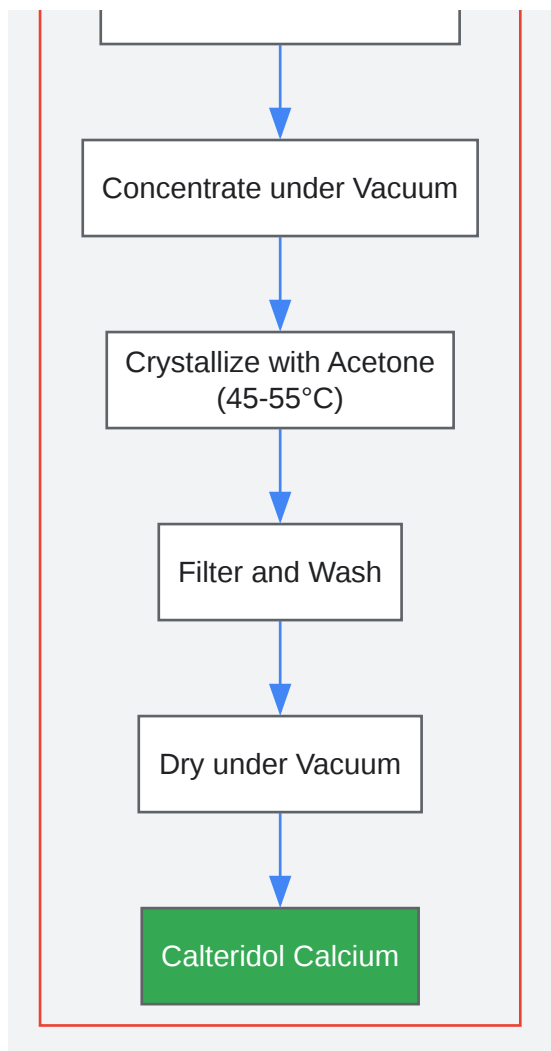 Concentrate under Vacuum
Crystallize with Acetone
(45-55°C)
Filter and Wash
Dry under Vacuum
Calteridol Calcium